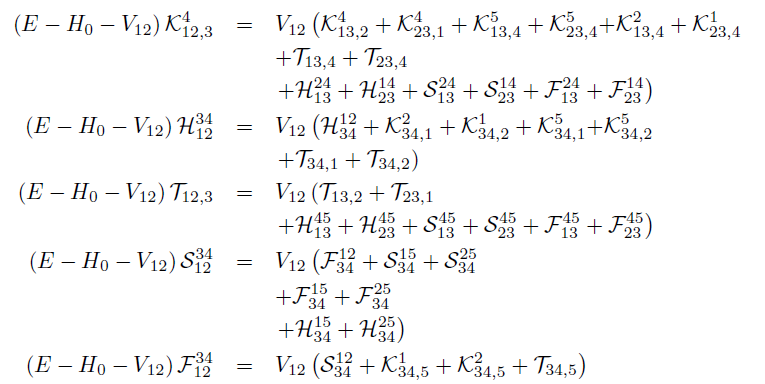 (E − H₀ − V₁₂) 𝒦⁴₁₂,₃ = V₁₂ (𝒦⁴₁₃,₂ + 𝒦⁴₂₃,₁ + 𝒦⁵₁₃,₄ + 𝒦⁵₂₃,₄+𝒦²₁₃,₄ + 𝒦¹₂₃,₄
+𝒯₁₃,₄ + 𝒯₂₃,₄
+ℋ²⁴₁₃ + ℋ¹⁴₂₃ + 𝒮²⁴₁₃ + 𝒮¹⁴₂₃ + ℱ²⁴₁₃ + ℱ¹⁴₂₃)
(E − H₀ − V₁₂) ℋ³⁴₁₂ = V₁₂ (ℋ¹²₃₄ + 𝒦²₃₄,₁ + 𝒦¹₃₄,₂ + 𝒦⁵₃₄,₁+𝒦⁵₃₄,₂
+𝒯₃₄,₁ + 𝒯₃₄,₂)
(E − H₀ − V₁₂) 𝒯₁₂,₃ = V₁₂ (𝒯₁₃,₂ + 𝒯₂₃,₁
+ℋ⁴⁵₁₃ + ℋ⁴⁵₂₃ + 𝒮⁴⁵₁₃ + 𝒮⁴⁵₂₃ + ℱ⁴⁵₁₃ + ℱ⁴⁵₂₃)
(E − H₀ − V₁₂) 𝒮³⁴₁₂ = V₁₂ (ℱ¹²₃₄ + 𝒮¹⁵₃₄ + 𝒮²⁵₃₄
+ℱ¹⁵₃₄ + ℱ²⁵₃₄
+ℋ¹⁵₃₄ + ℋ²⁵₃₄)
(E − H₀ − V₁₂) ℱ³⁴₁₂ = V₁₂ (𝒮¹²₃₄ + 𝒦¹₃₄,₅ + 𝒦²₃₄,₅ + 𝒯₃₄,₅)